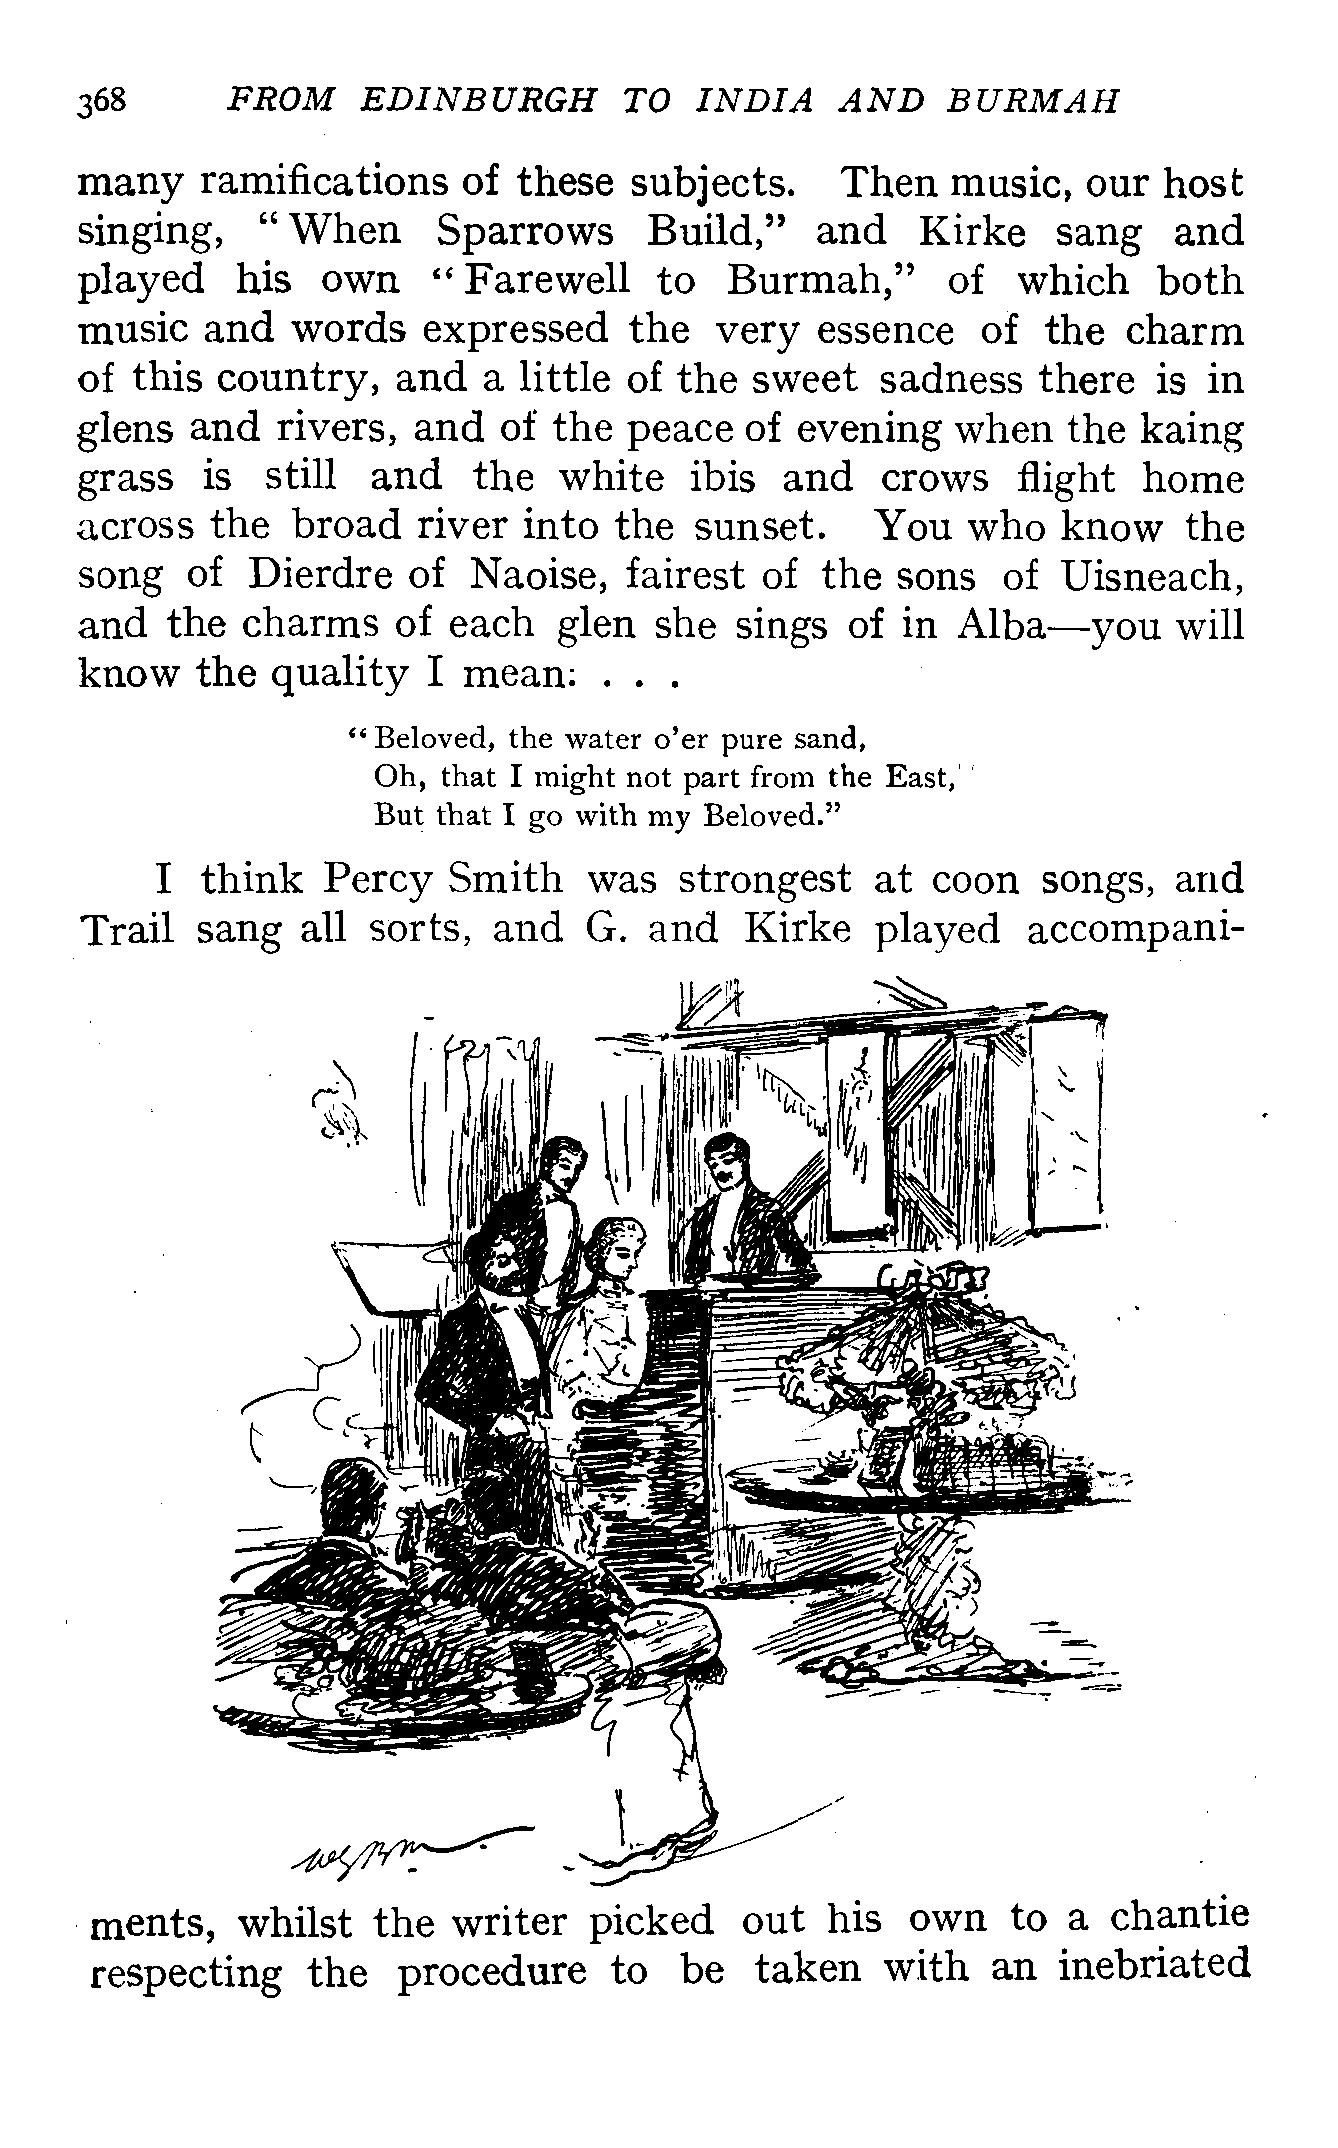 368 FROM EDINBURGH TO INDIA AND BURMAH
many ramifications of these subjects. Then music, our host
singing, “When Sparrows Build,” and Kirke sang and
played his own “Farewell to Burmah,” of which both
music and words expressed the very essence of the charm
of this country, and a little of the sweet sadness there is in
glens and rivers, and of the peace of evening when the kaing
grass is still and the white ibis and crows flight home
across the broad river into the sunset. You who know the
song of Dierdre of Naoise, fairest of the sons of Uisneach,
and the charms of each glen she sings of in Alba—you will
know the quality I mean: . . .
“Beloved, the water o’er pure sand,
Oh, that I might not part from the East,
But that I go with my Beloved.”
I think Percy Smith was strongest at coon songs, and
Trail sang all sorts, and G. and Kirke played accompani-
ments, whilst the writer picked out his own to a chantie
respecting the procedure to be taken with an inebriated